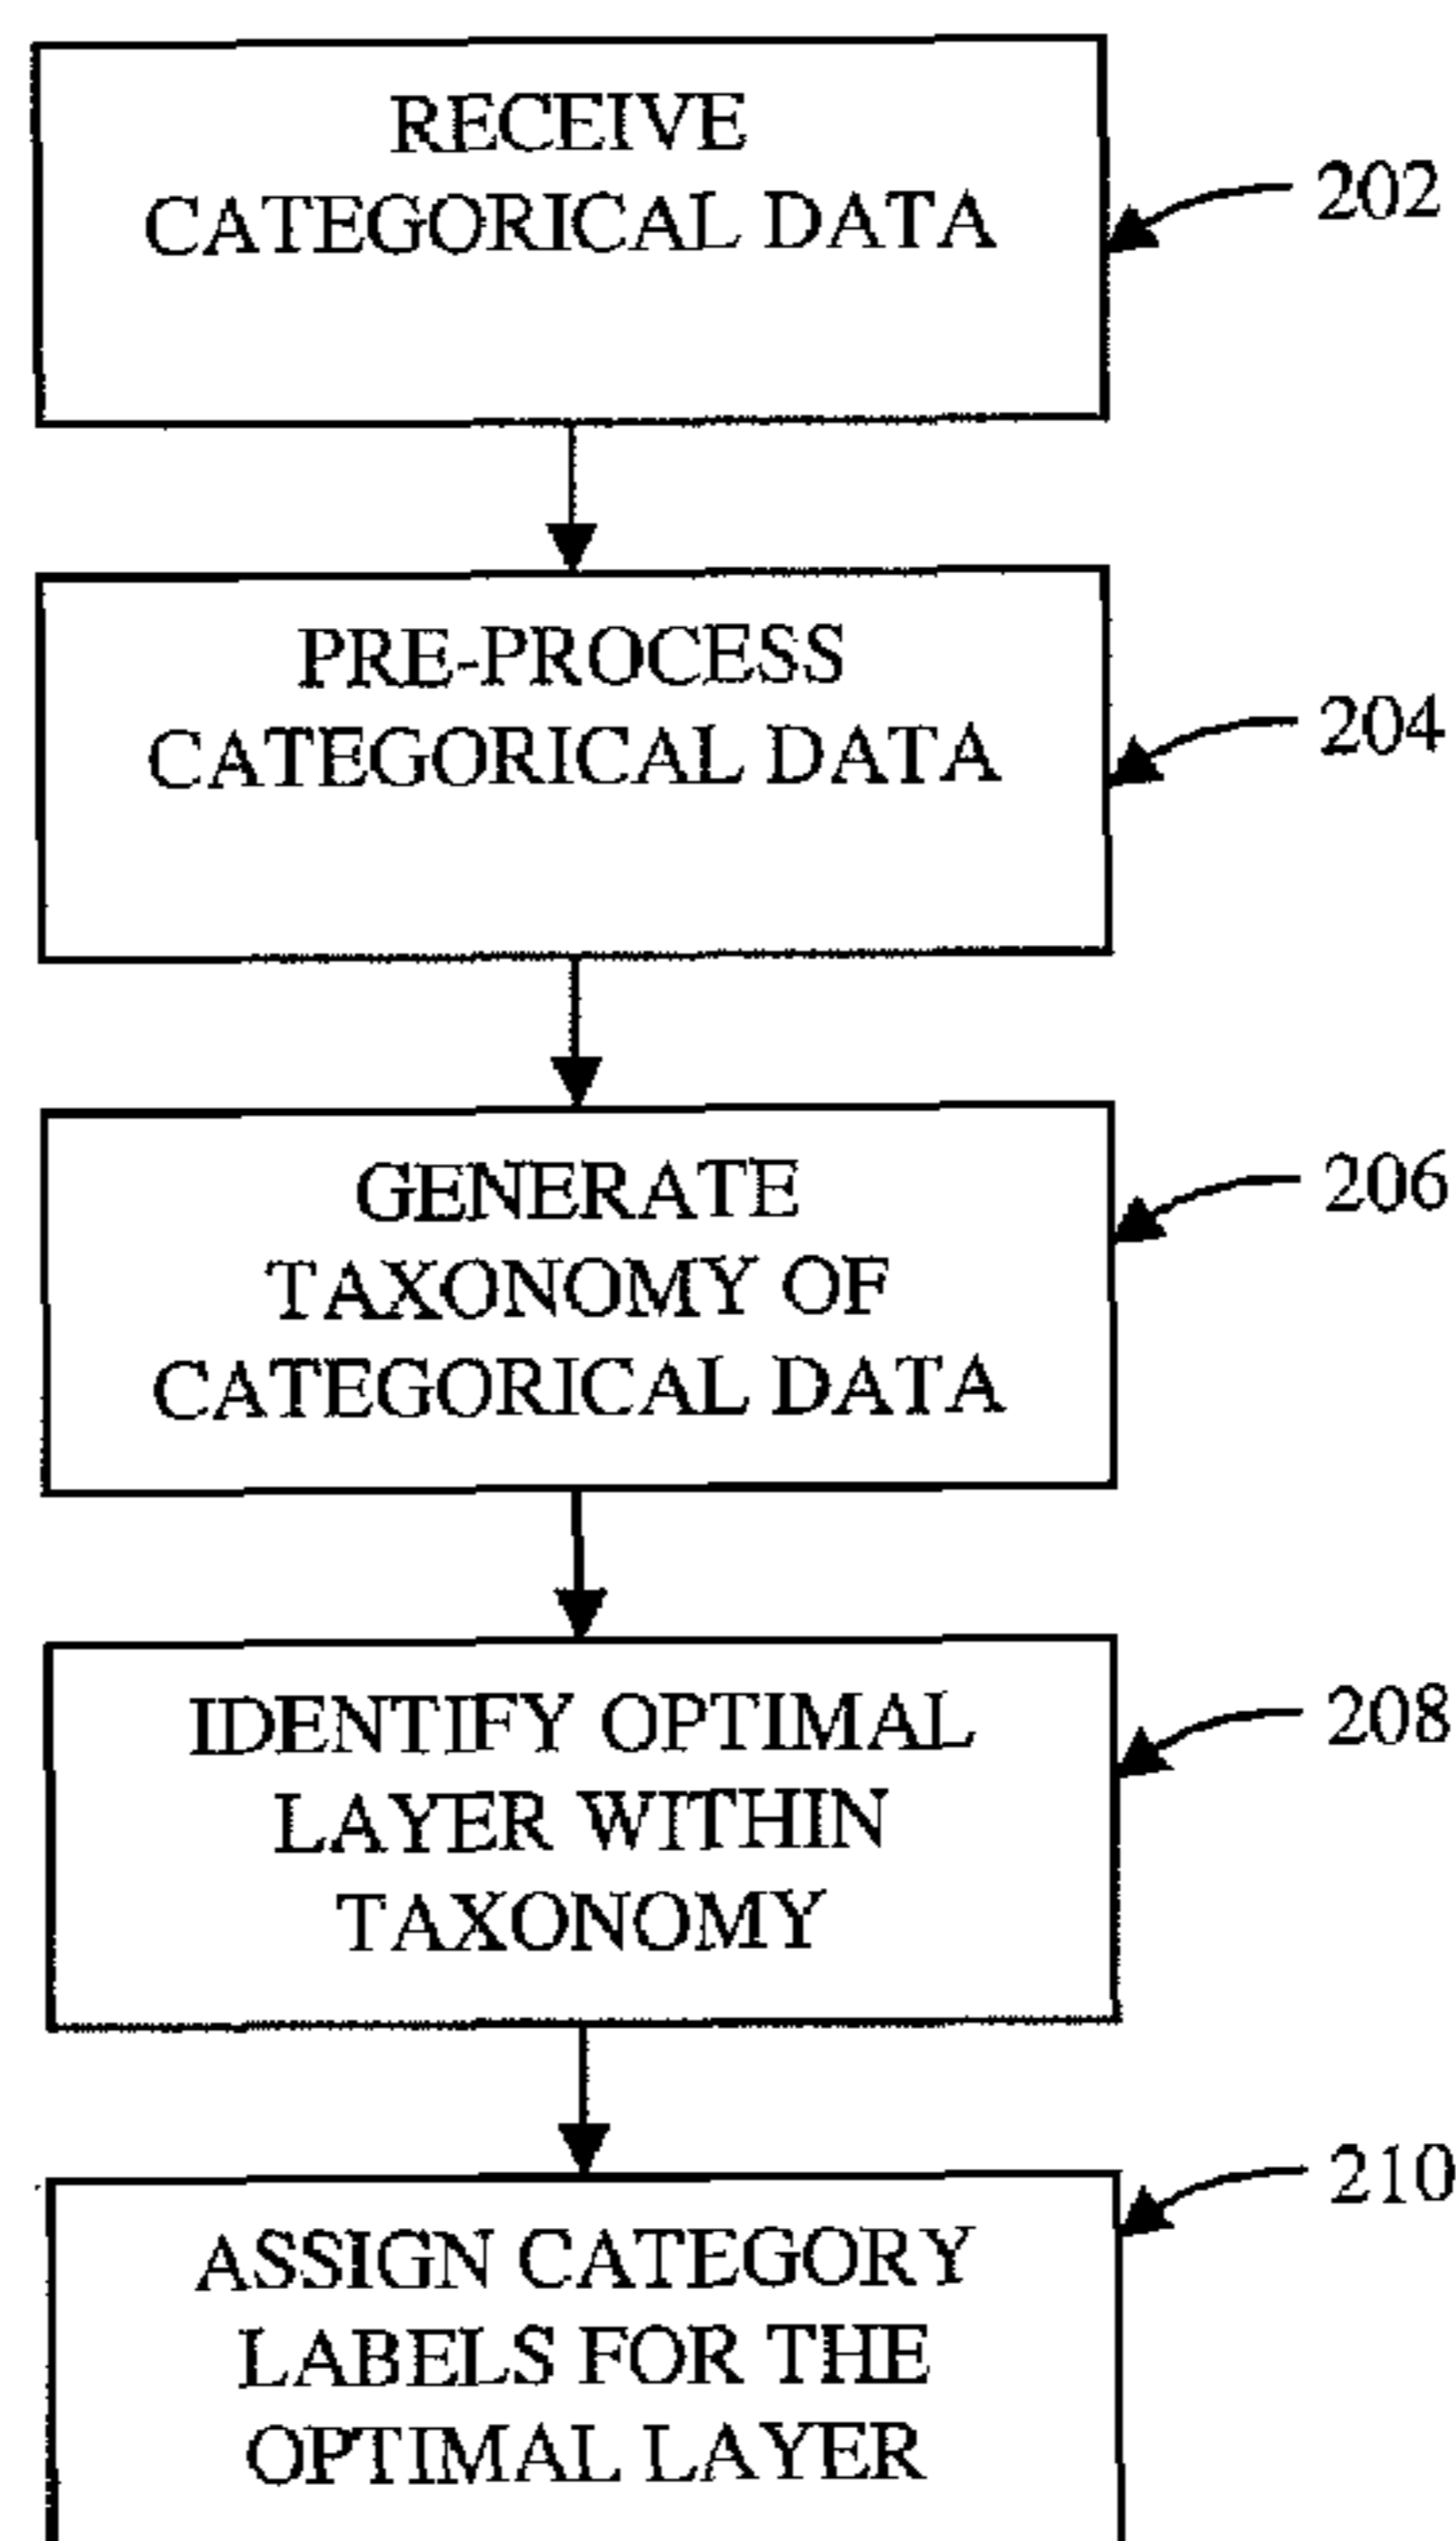 RECEIVE
CATEGORICAL DATA
202
PRE-PROCESS
CATEGORICAL DATA
204
GENERATE
TAXONOMY OF
CATEGORICAL DATA
206
IDENTIFY OPTIMAL
LAYER WITHIN
TAXONOMY
208
ASSIGN CATEGORY
LABELS FOR THE
OPTIMAL LAYER
210